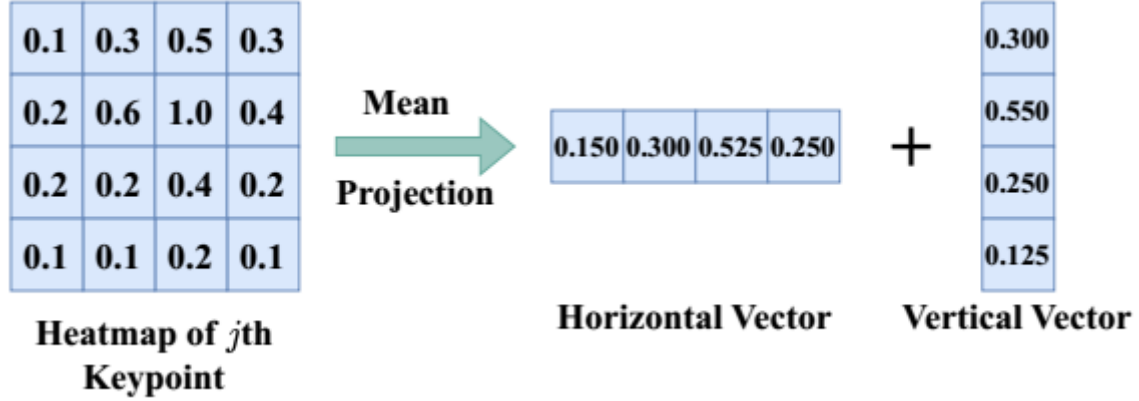 0.1 0.3 0.5 0.3
0.2 0.6 1.0 0.4
0.2 0.2 0.4 0.2
0.1 0.1 0.2 0.1
Heatmap of jth
Keypoint
Mean
Projection
0.150 0.300 0.525 0.250
Horizontal Vector
+
0.300
0.550
0.250
0.125
Vertical Vector